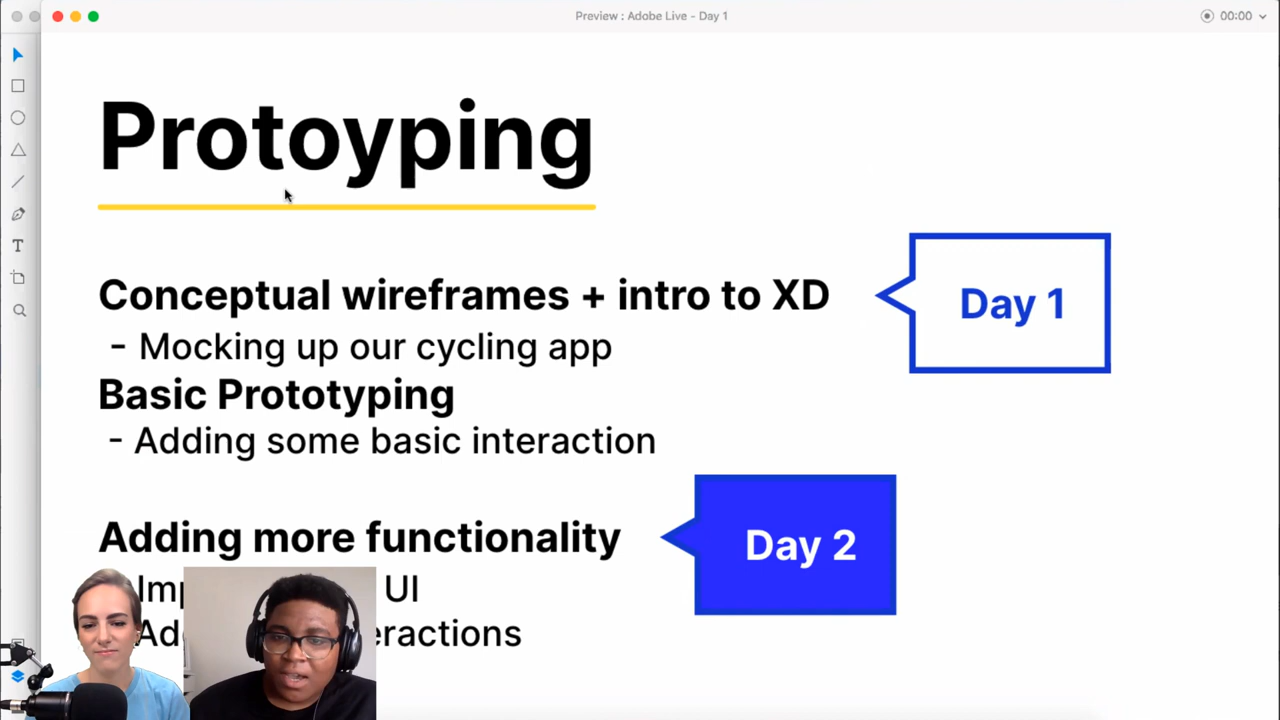 Preview : Adobe Live - Day 1
00:00
Protoyping
Conceptual wireframes + intro to XD
Day 1
- Mocking up our cycling app
Basic Prototyping
- Adding some basic interaction
Adding more functionality
Day 2
UI
T